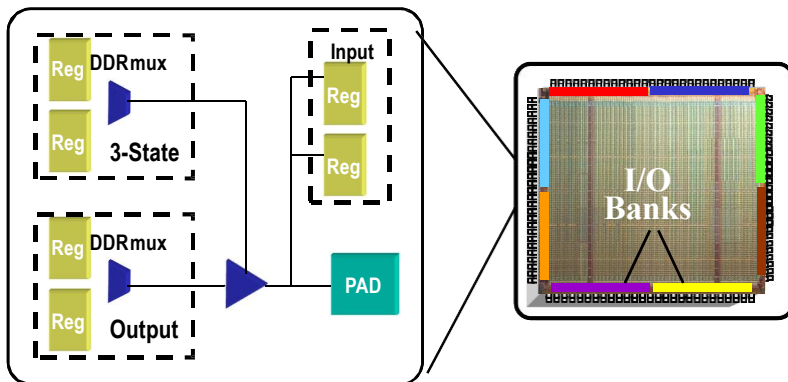 Reg
DDRmux
Reg
3-State
Input
Reg
Reg
Reg
DDRmux
Reg
Output
PAD
I/O
Banks